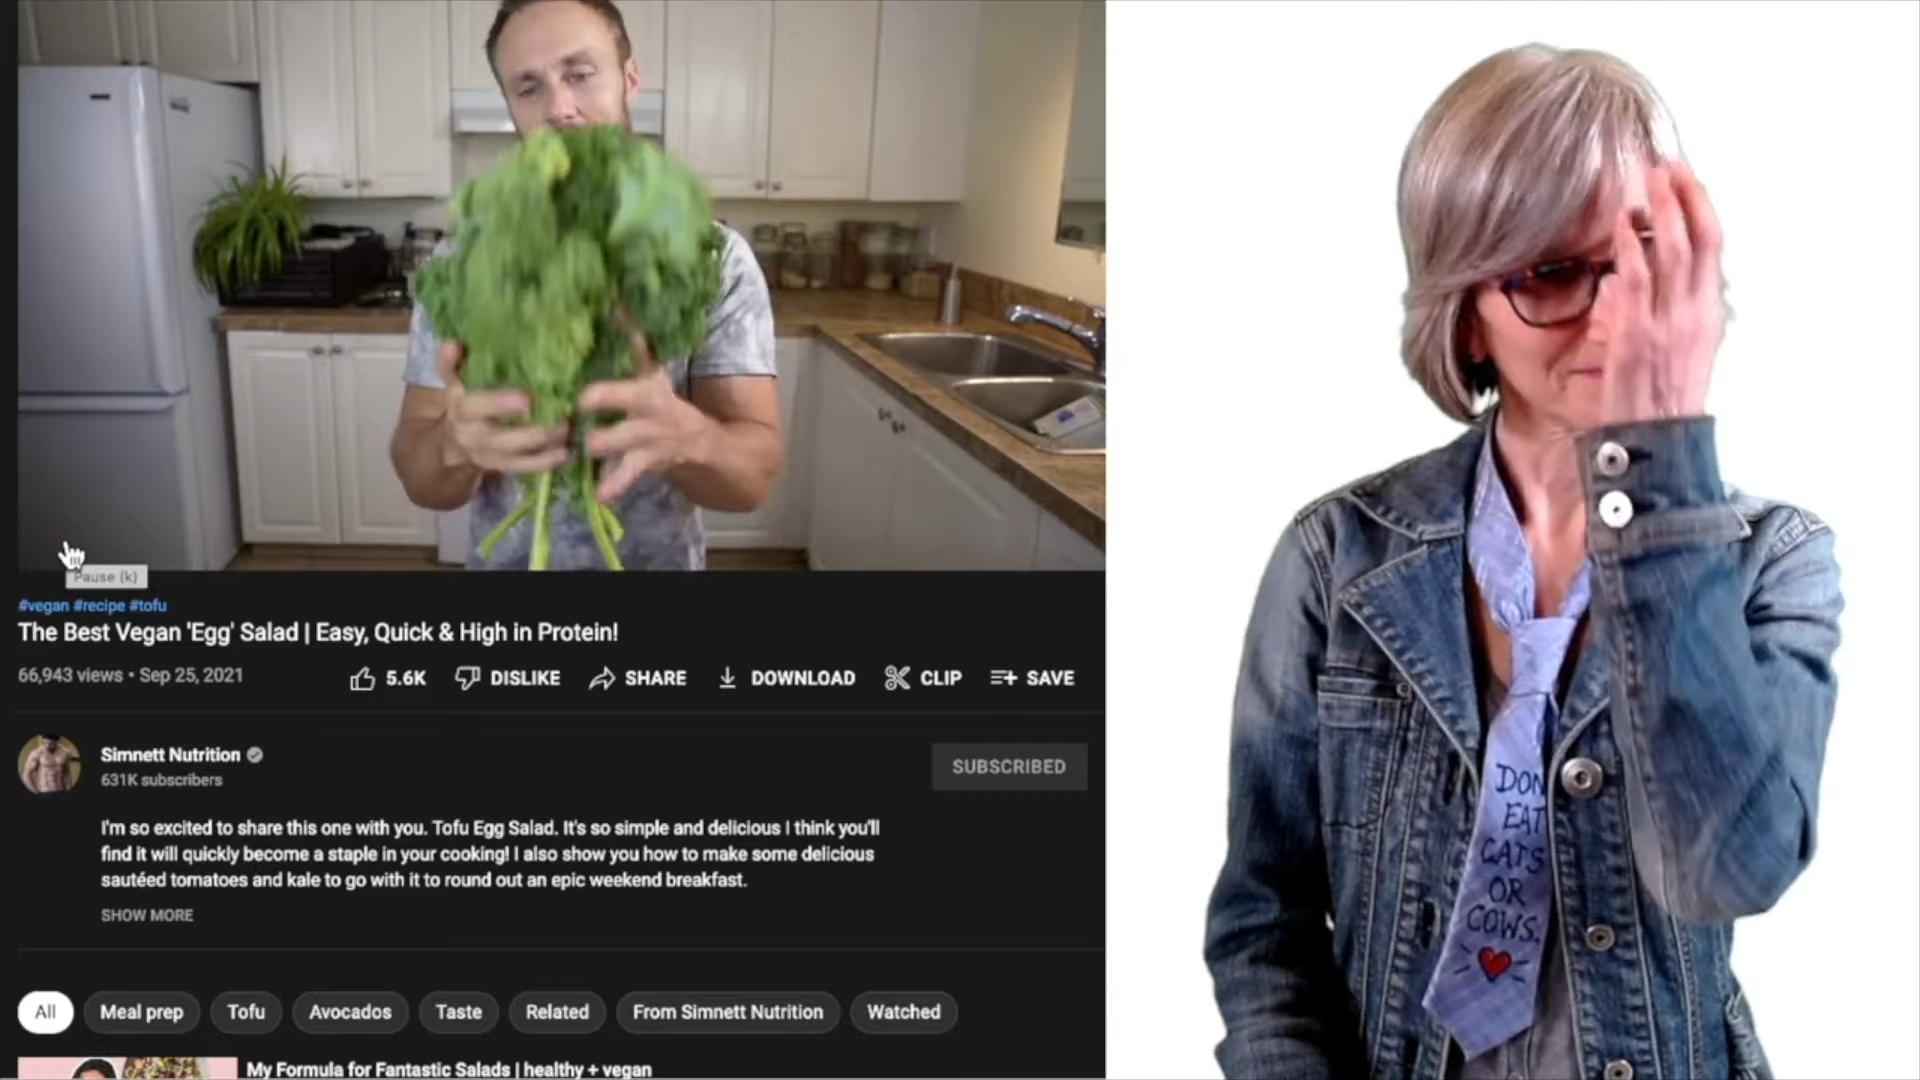 Pause (k)
#vegan #recipe #tofu
The Best Vegan 'Egg' Salad | Easy, Quick & High in Protein!
66,943 views • Sep 25, 2021
5.6K
DISLIKE
SHARE
DOWNLOAD
CLIP
SAVE
Simnett Nutrition
631K subscribers
SUBSCRIBED
I'm so excited to share this one with you. Tofu Egg Salad. It's so simple and delicious I think you'll
find it will quickly become a staple in your cooking! I also show you how to make some delicious
sautéed tomatoes and kale to go with it to round out an epic weekend breakfast.
SHOW MORE
All
Meal prep
Tofu
Avocados
Taste
Related
From Simnett Nutrition
Watched
My Formula for Fantastic Salads | healthy + vegan
DON
EAT
CATS
OR
COWS.